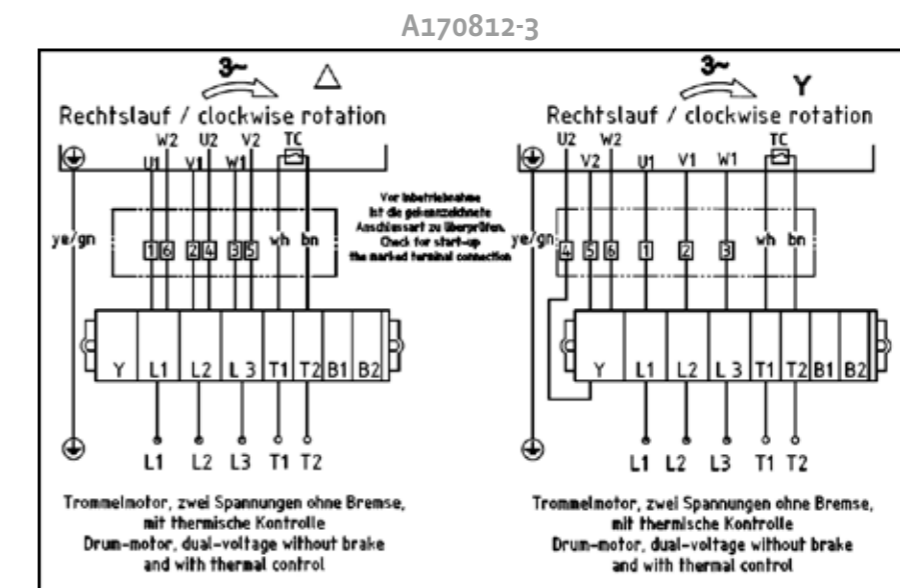 A170812-3
3~ △
Rechtslauf / clockwise rotation
W2 U2 V2 TC
U1 V1 W1
ye/gn 1 6 2 4 3 5 wh bn
Y L1 L2 L3 T1 T2 B1 B2
L1 L2 L3 T1 T2
Trommelmotor, zwei Spannungen ohne Bremse,
mit thermische Kontrolle
Drum-motor, dual-voltage without brake
and with thermal control
Vor Inbetriebnahme
ist die gekennzeichnete
Anschlussart zu überprüfen.
Check for start-up
the marked terminal connection
3~ Y
Rechtslauf / clockwise rotation
U2 W2 TC
V2 U1 V1 W1
ye/gn 4 5 6 1 2 3 wh bn
Y L1 L2 L3 T1 T2 B1 B2
L1 L2 L3 T1 T2
Trommelmotor, zwei Spannungen ohne Bremse,
mit thermische Kontrolle
Drum-motor, dual-voltage without brake
and with thermal control